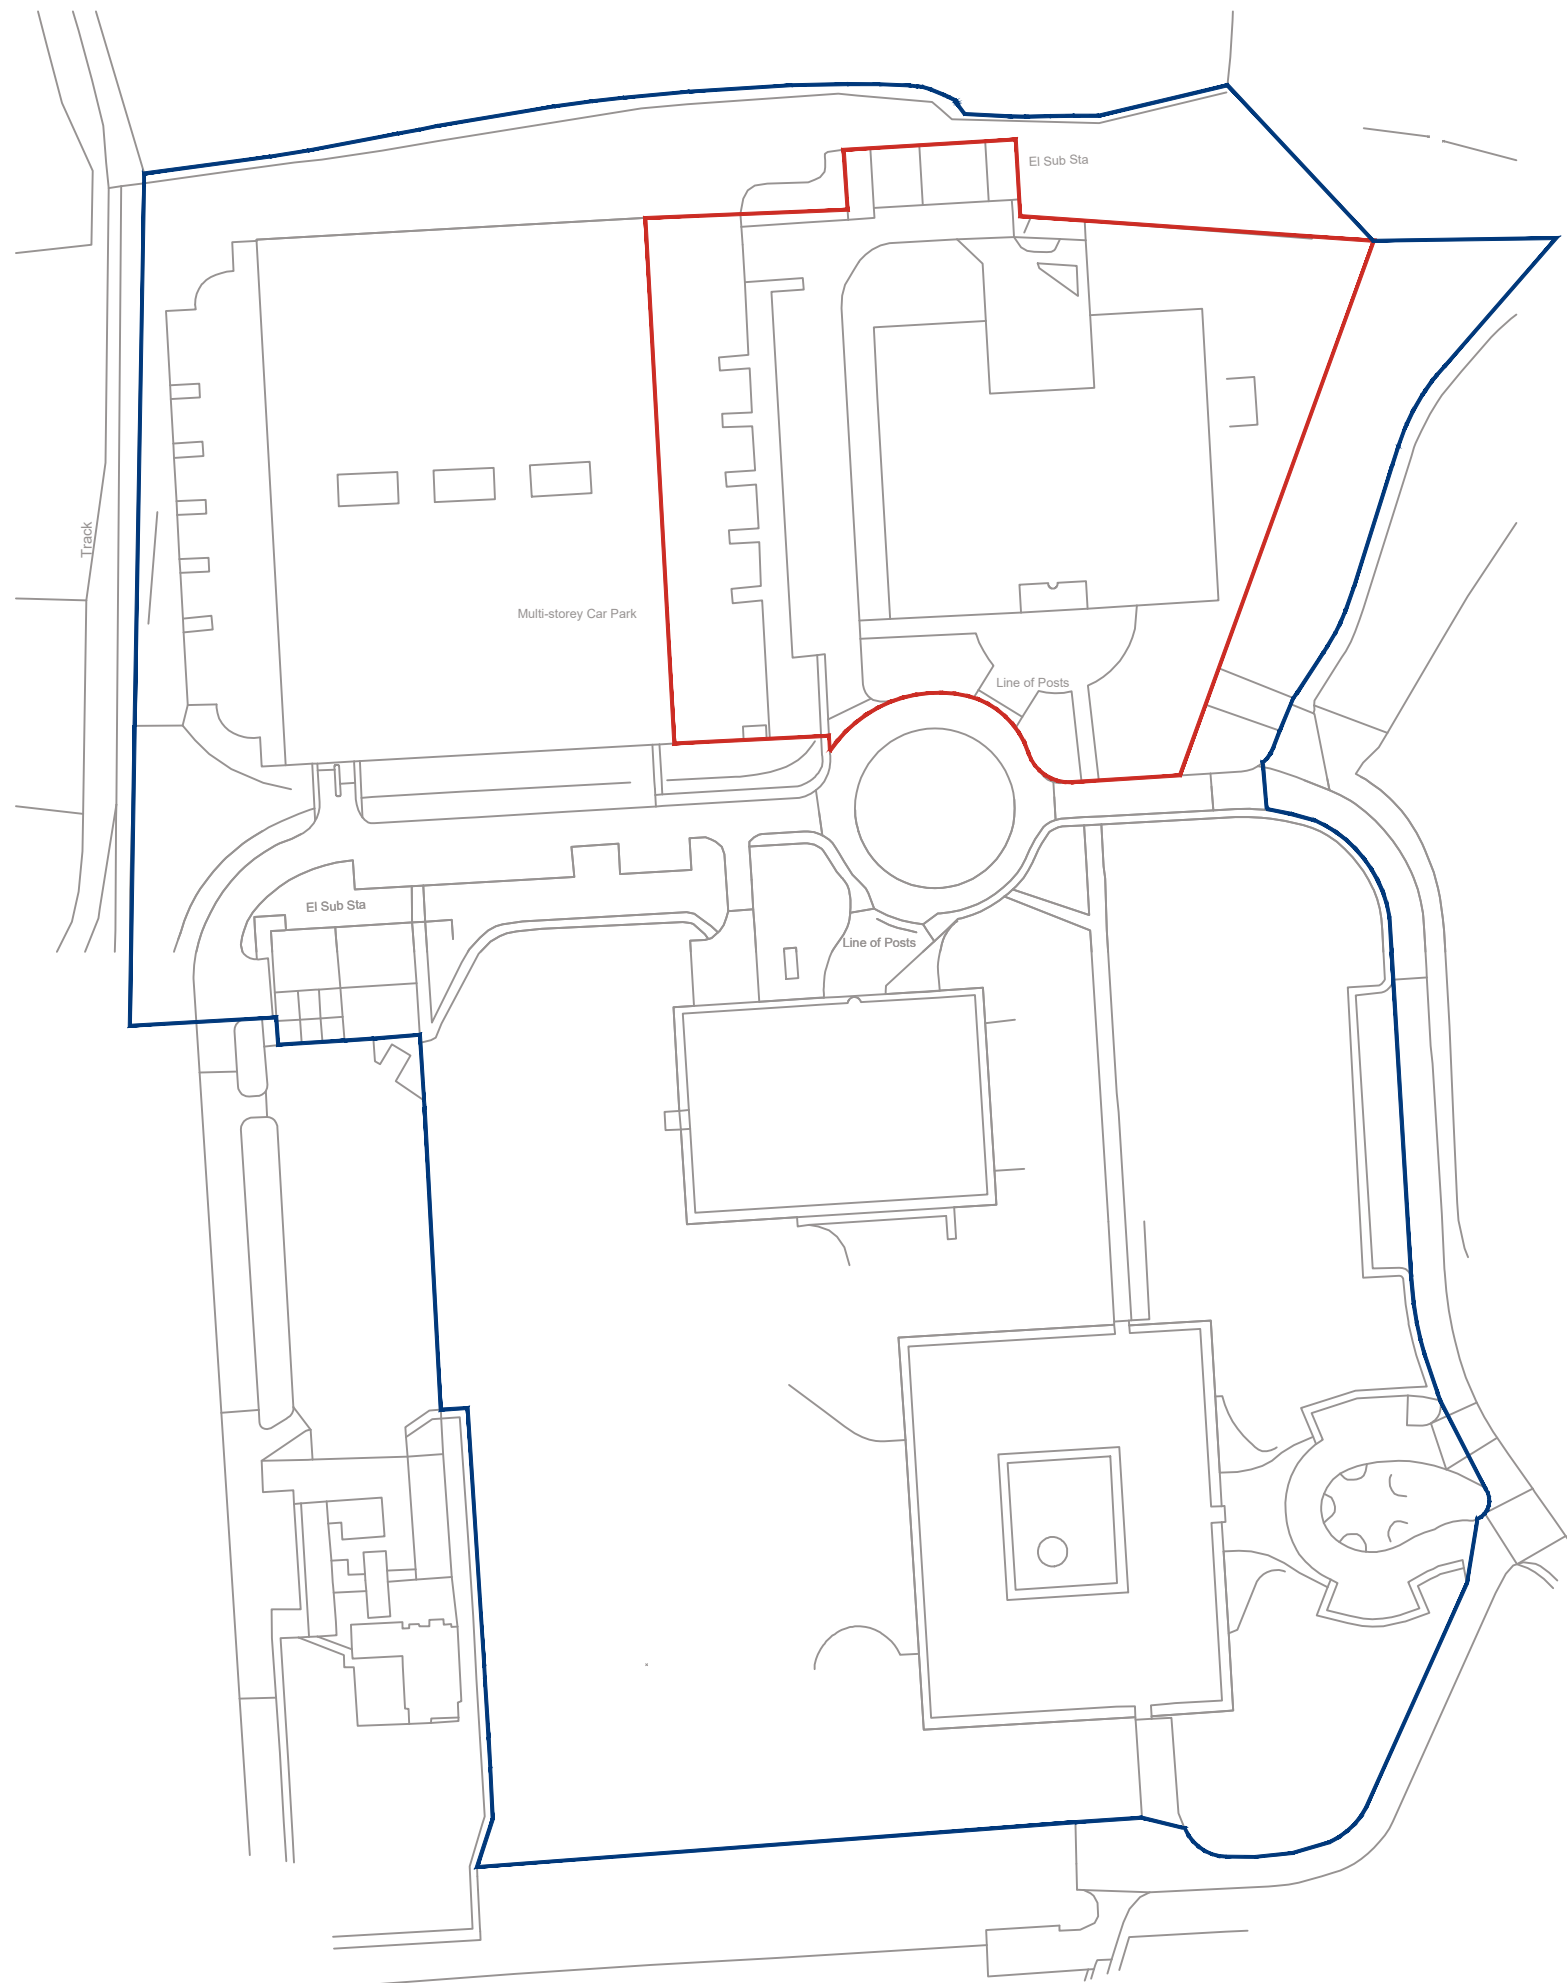 El Sub Sta
Track
Multi-storey Car Park
Line of Posts
El Sub Sta
Line of Posts